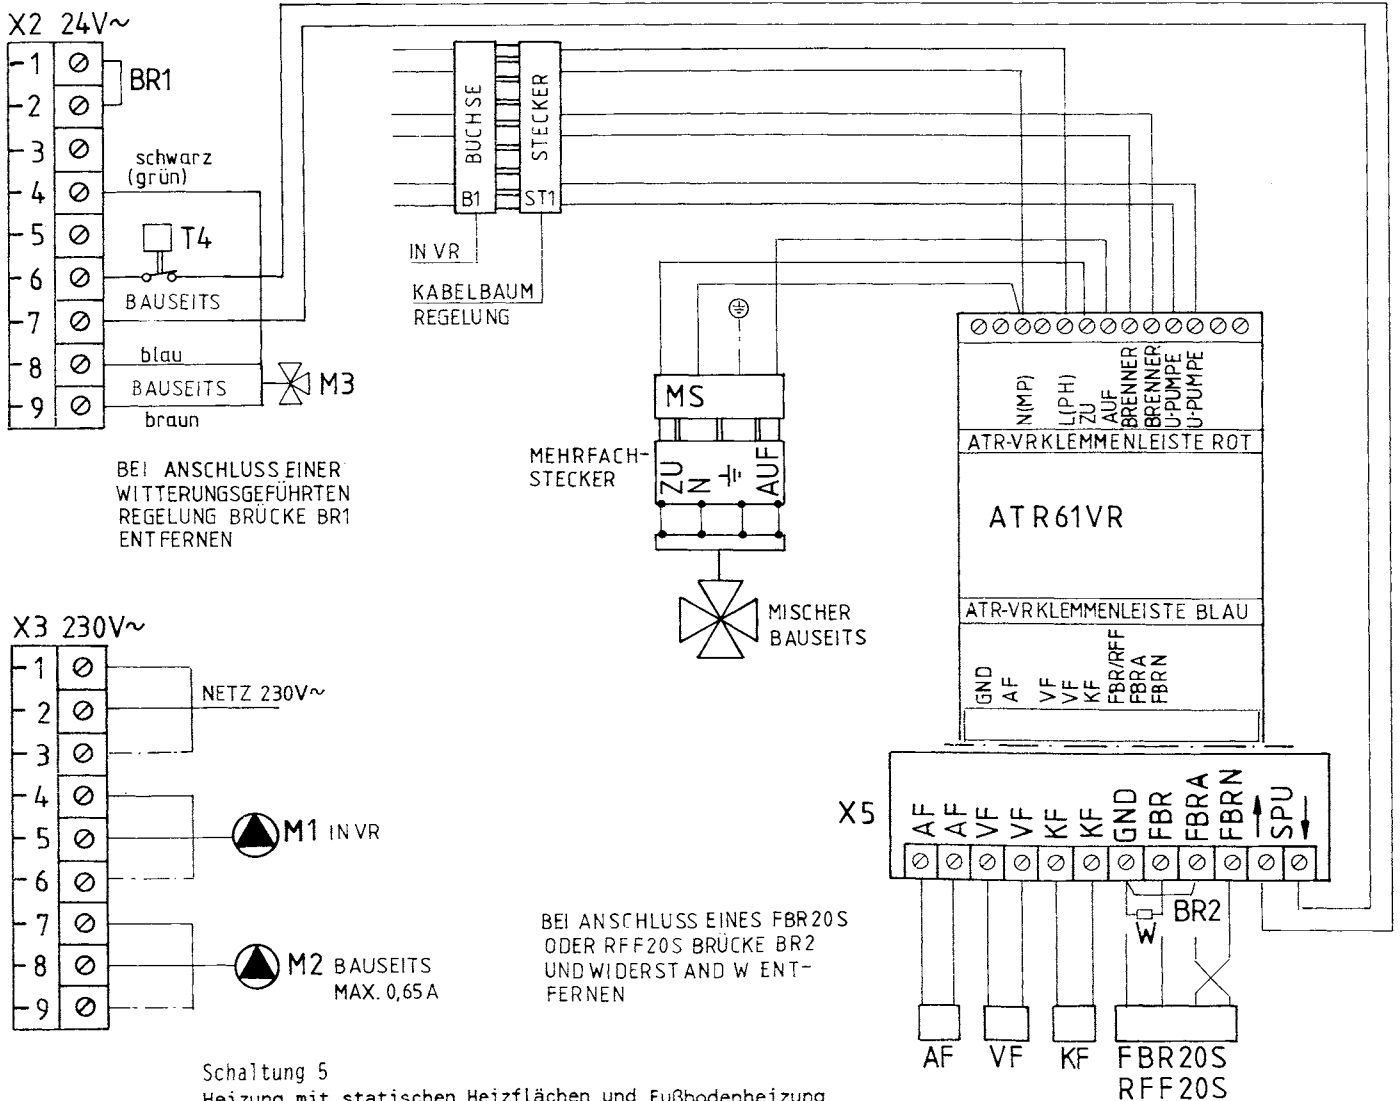 X2 24V~
-1
-2
-3
-4
-5
-6
-7
-8
-9
BR1
schwarz
(grün)
T4
BAUSEITS
blau
BAUSEITS
braun
M3
BEI ANSCHLUSS EINER
WITTERUNGSGEFÜHRTEN
REGELUNG BRÜCKE BR1
ENTFERNEN
BUCHSE
B1
STECKER
ST1
IN VR
KABELBAUM
REGELUNG
MS
MEHRFACH-
STECKER
ZU
N
AUF
MISCHER
BAUSEITS
N(MP)
L(PH)
ZU
AUF
BRENNER
BRENNER
U-PUMPE
U-PUMPE
ATR-VR KLEMMENLEISTE ROT
ATR61VR
ATR-VR KLEMMENLEISTE BLAU
GND
AF
VF
VF
KF
FBR/RFF
FBRA
FBRN
X5
AF
AF
VF
VF
KF
KF
GND
FBR
FBRA
FBRN
SPU
BR2
W
AF
VF
KF
FBR20S
RFF20S
X3 230V~
-1
-2
-3
-4
-5
-6
-7
-8
-9
NETZ 230V~
M1 IN VR
M2 BAUSEITS
MAX. 0,65A
BEI ANSCHLUSS EINES FBR20S
ODER RFF20S BRÜCKE BR2
UND WIDERSTAND W ENT-
FERNEN
Schaltung 5
Heizung mit statischen Heizflächen und Fußbodenheizung